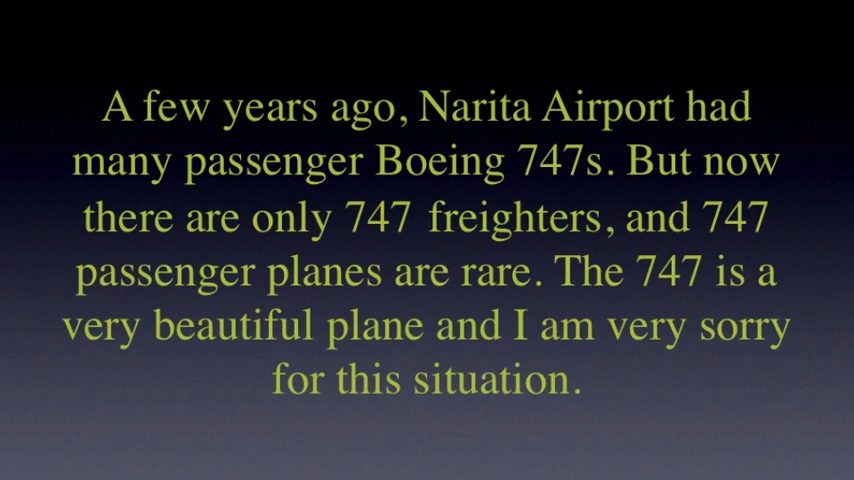 A few years ago, Narita Airport had
many passenger Boeing 747s. But now
there are only 747 freighters, and 747
passenger planes are rare. The 747 is a
very beautiful plane and I am very sorry
for this situation.